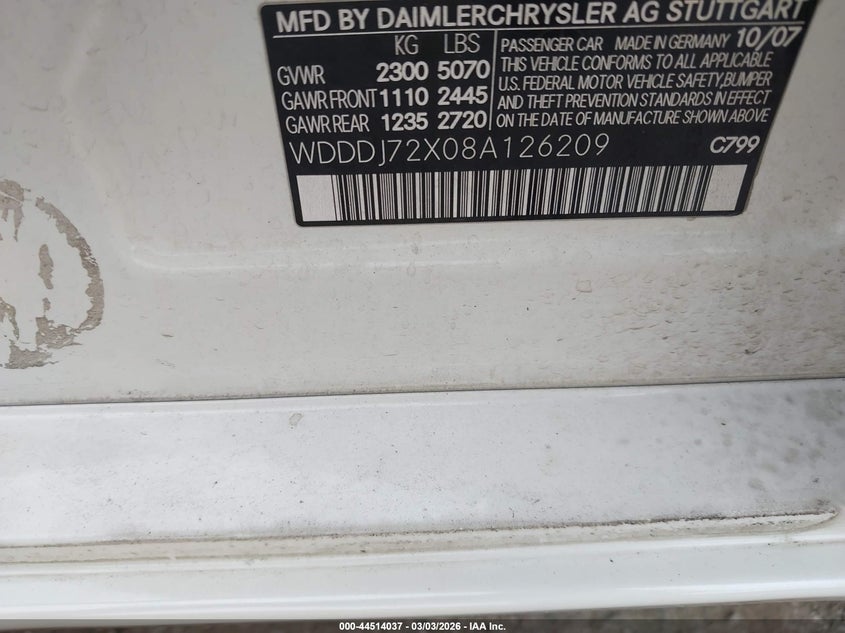 MFD BY DAIMLERCHRYSLER AG STUTTGART
KG LBS
GVWR 2300 5070
GAWR FRONT 1110 2445
GAWR REAR 1235 2720
PASSENGER CAR MADE IN GERMANY 10/07
THIS VEHICLE CONFORMS TO ALL APPLICABLE
U.S. FEDERAL MOTOR VEHICLE SAFETY, BUMPER
AND THEFT PREVENTION STANDARDS IN EFFECT
ON THE DATE OF MANUFACTURE SHOWN ABOVE
WDDDJ72X08A126209 C799
000-44514037 - 03/03/2026 - IAA Inc.